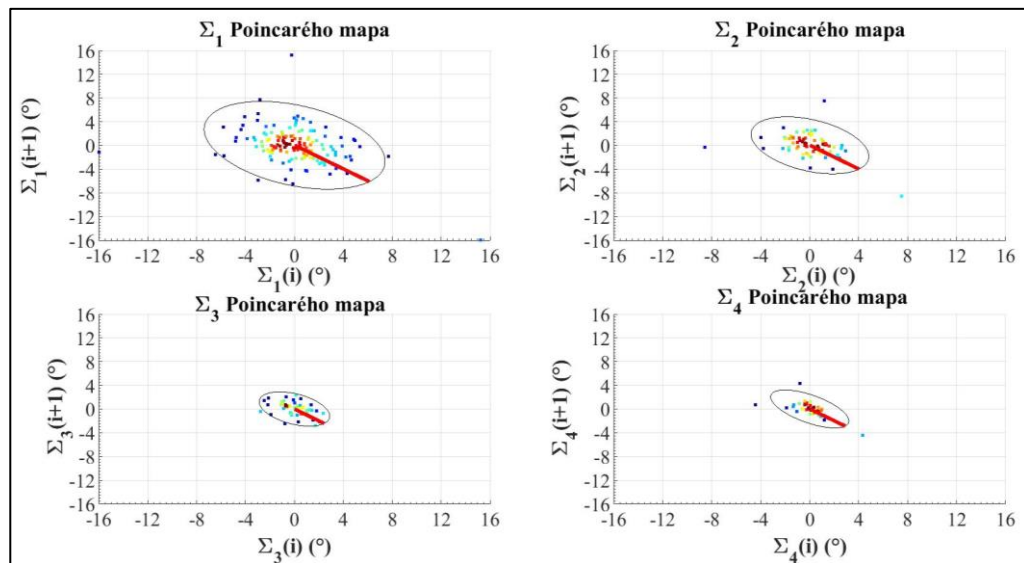 Σ1 Poincarého mapa
16
8
4
0
-4
-8
-12
-16
Σ1(i+1) (°)
-16 -12 -8 -4 0 4 8 12 16
Σ1(i) (°)
Σ2 Poincarého mapa
16
12
8
4
0
-4
-8
-12
-16
Σ2(i+1) (°)
-16 -12 -8 -4 0 4 8 12 16
Σ2(i) (°)
Σ3 Poincarého mapa
16
12
8
4
0
-4
-8
-12
-16
Σ3(i+1) (°)
-16 -12 -8 -4 0 4 8 12 16
Σ3(i) (°)
Σ4 Poincarého mapa
16
12
8
4
0
-4
-8
-12
-16
Σ4(i+1) (°)
-16 -12 -8 -4 0 4 8 12 16
Σ4(i) (°)